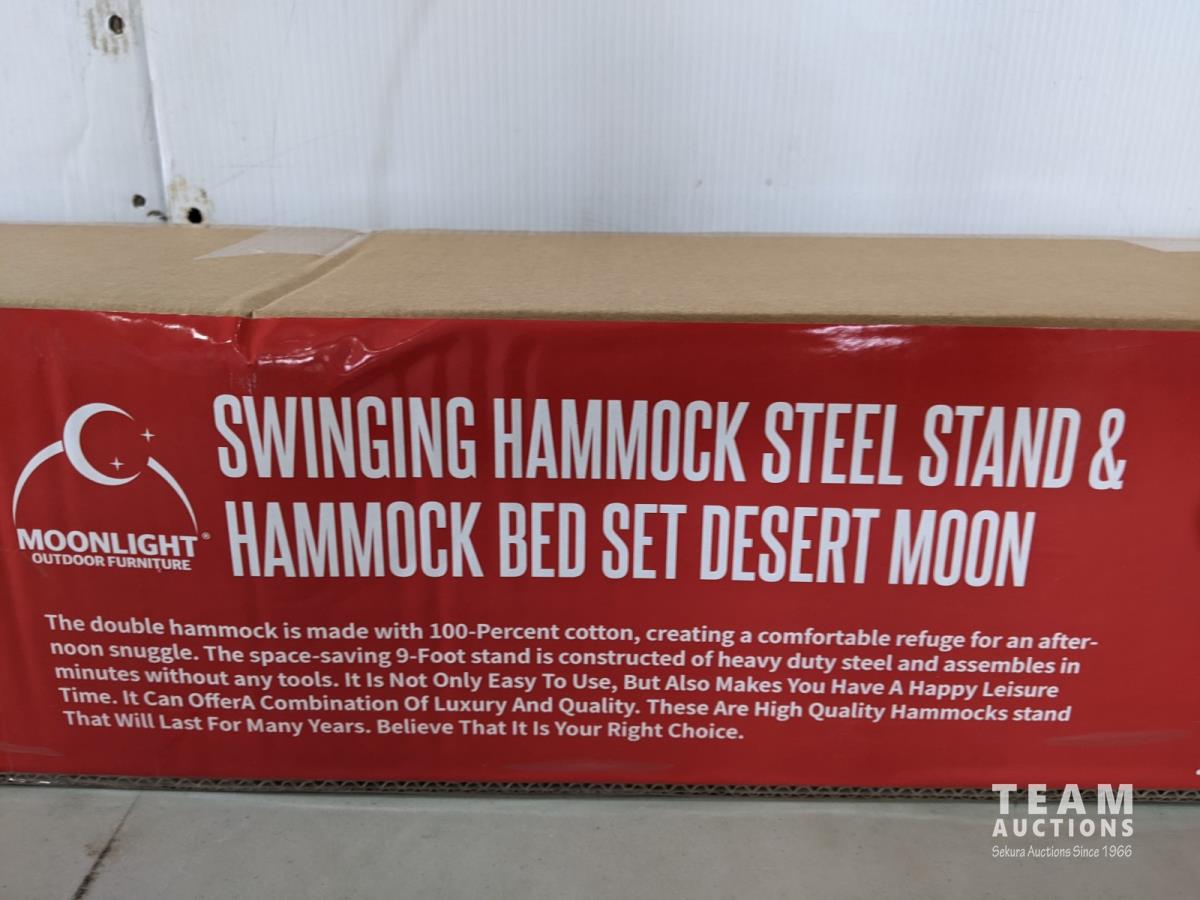 SWINGING HAMMOCK STEEL STAND &
HAMMOCK BED SET DESERT MOON
MOONLIGHT®
OUTDOOR FURNITURE
The double hammock is made with 100-Percent cotton, creating a comfortable refuge for an after-
noon snuggle. The space-saving 9-Foot stand is constructed of heavy duty steel and assembles in
minutes without any tools. It Is Not Only Easy To Use, But Also Makes You Have A Happy Leisure
Time. It Can OfferA Combination Of Luxury And Quality. These Are High Quality Hammocks stand
That Will Last For Many Years. Believe That It Is Your Right Choice.
TEAM
AUCTIONS
Sekura Auctions Since 1966